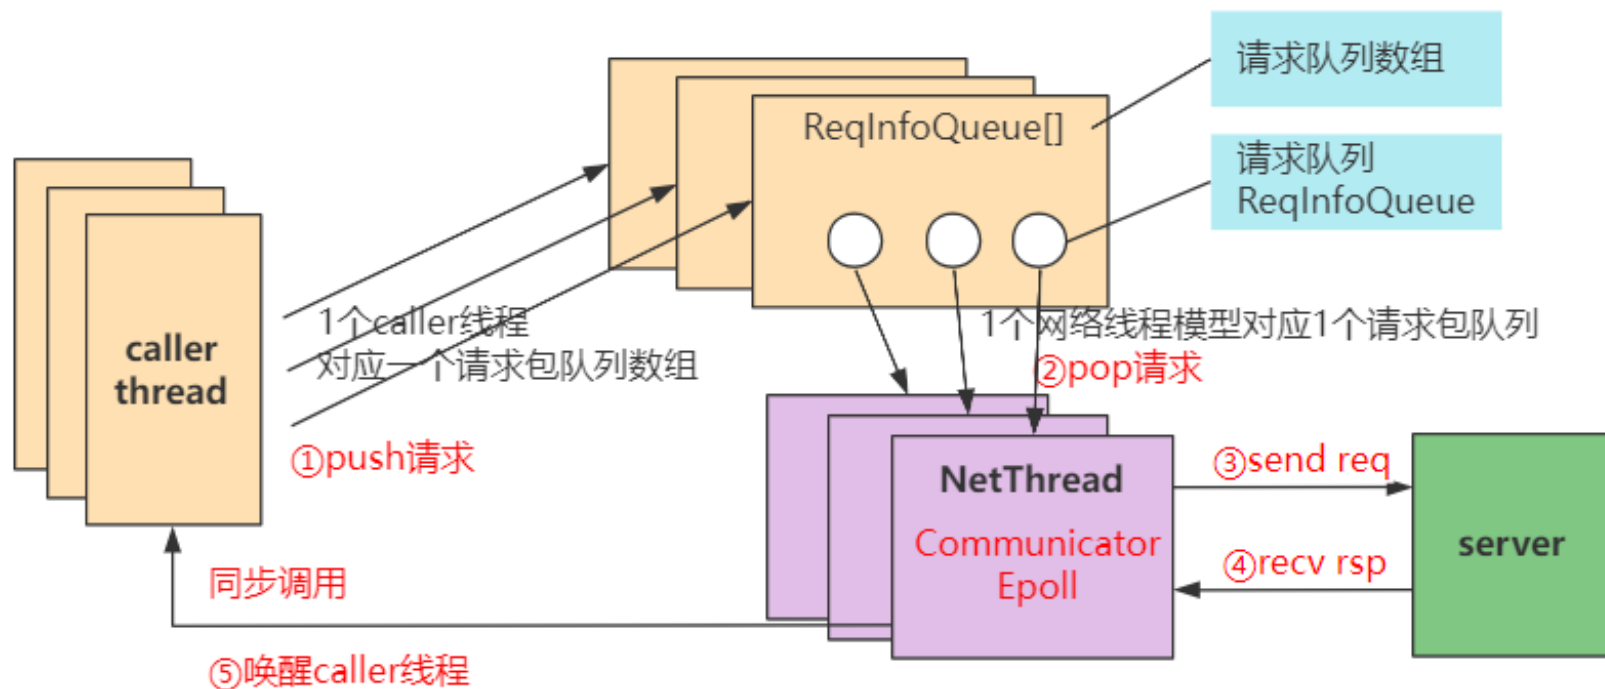 请求队列数组
ReqInfoQueue[]
请求队列
ReqInfoQueue
1个caller线程
对应一个请求包队列数组
1个网络线程模型对应1个请求包队列
②pop请求
caller
thread
①push请求
NetThread
Communicator
Epoll
③send req
④recv rsp
server
同步调用
⑤唤醒caller线程